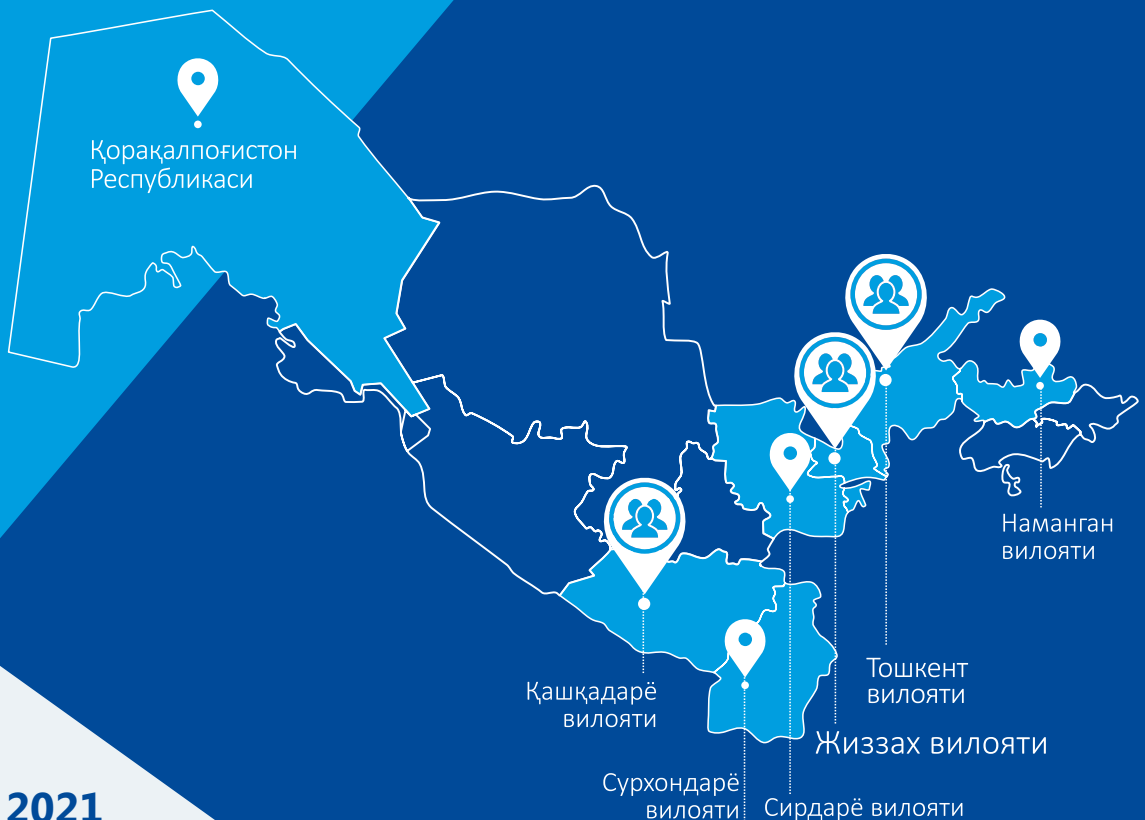 Қорақалпоғистон
Республикаси
Наманган
вилояти
Тошкент
вилояти
Қашқадарё
вилояти
Жиззах вилояти
Сурхондарё
вилояти
Сирдарё вилояти
2021